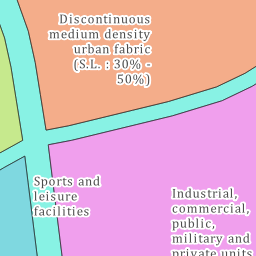 Discontinuous
medium density
urban fabric
(S.L. : 30% -
50%)
Sports and
leisure
facilities
Industrial,
commercial,
public,
military and
private units